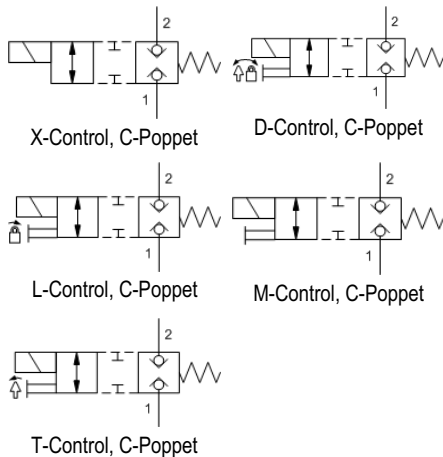 2
1
X-Control, C-Poppet
2
1
D-Control, C-Poppet
2
1
L-Control, C-Poppet
2
1
M-Control, C-Poppet
2
1
T-Control, C-Poppet